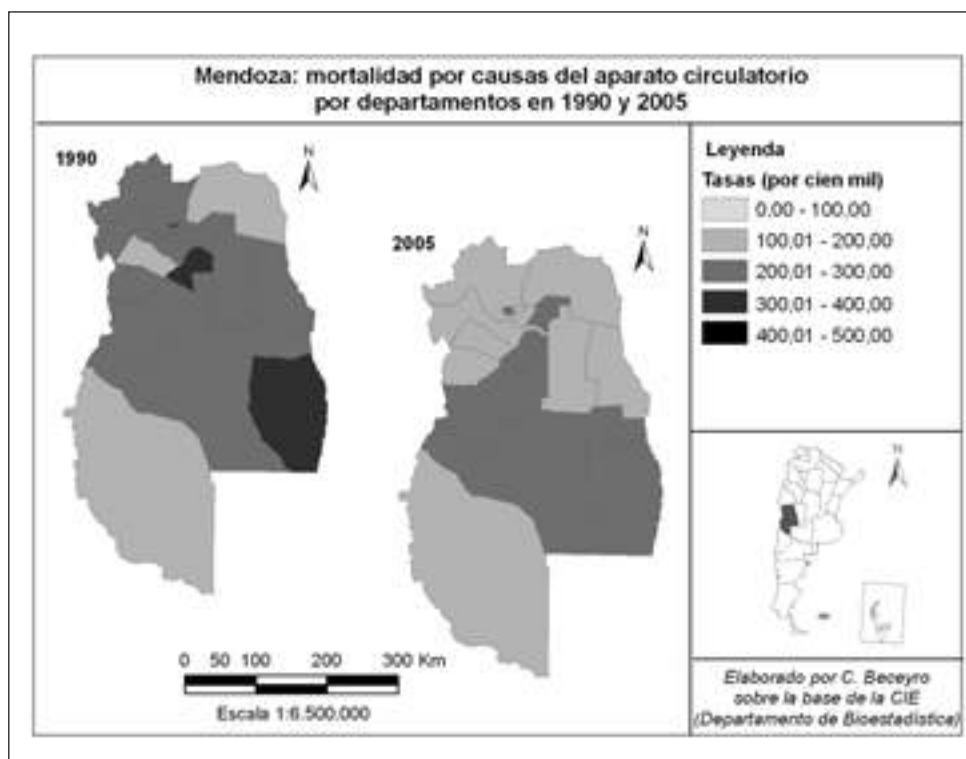 Mendoza: mortalidad por causas del aparato circulatorio
por departamentos en 1990 y 2005
1990
N
2005
N
Leyenda
Tasas (por cien mil)
0,00 - 100,00
100,01 - 200,00
200,01 - 300,00
300,01 - 400,00
400,01 - 500,00
N
0 50 100 200 300 Km
Escala 1:6.500.000
Elaborado por C. Beceyro
sobre la base de la CIE
(Departamento de Bioestadística)